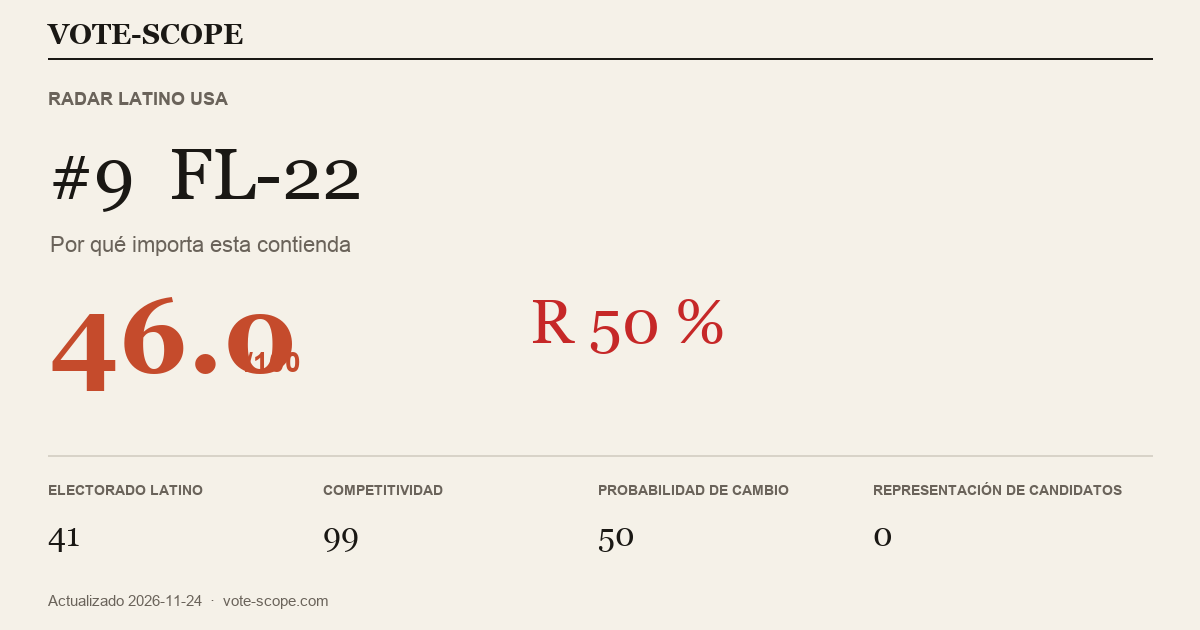 VOTE-SCOPE
RADAR LATINO USA
#9 FL-22
Por qué importa esta contienda
46.0 /100
R 50 %
ELECTORADO LATINO
COMPETITIVIDAD
PROBABILIDAD DE CAMBIO
REPRESENTACIÓN DE CANDIDATOS
41
99
50
0
Actualizado 2026-11-24 · vote-scope.com